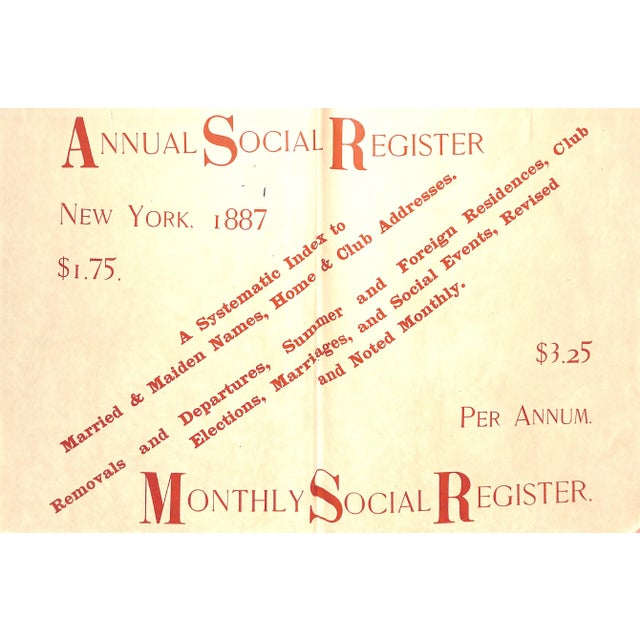 ANNUAL SOCIAL REGISTER
NEW YORK, 1887
$1.75.
A Systematic Index to
Married & Maiden Names, Home & Club Addresses.
Removals and Departures, Summer and Foreign Residences, Club
Elections, Marriages, and Social Events, Revised
and Noted Monthly.
$3.25
PER ANNUM.
MONTHLY SOCIAL REGISTER.